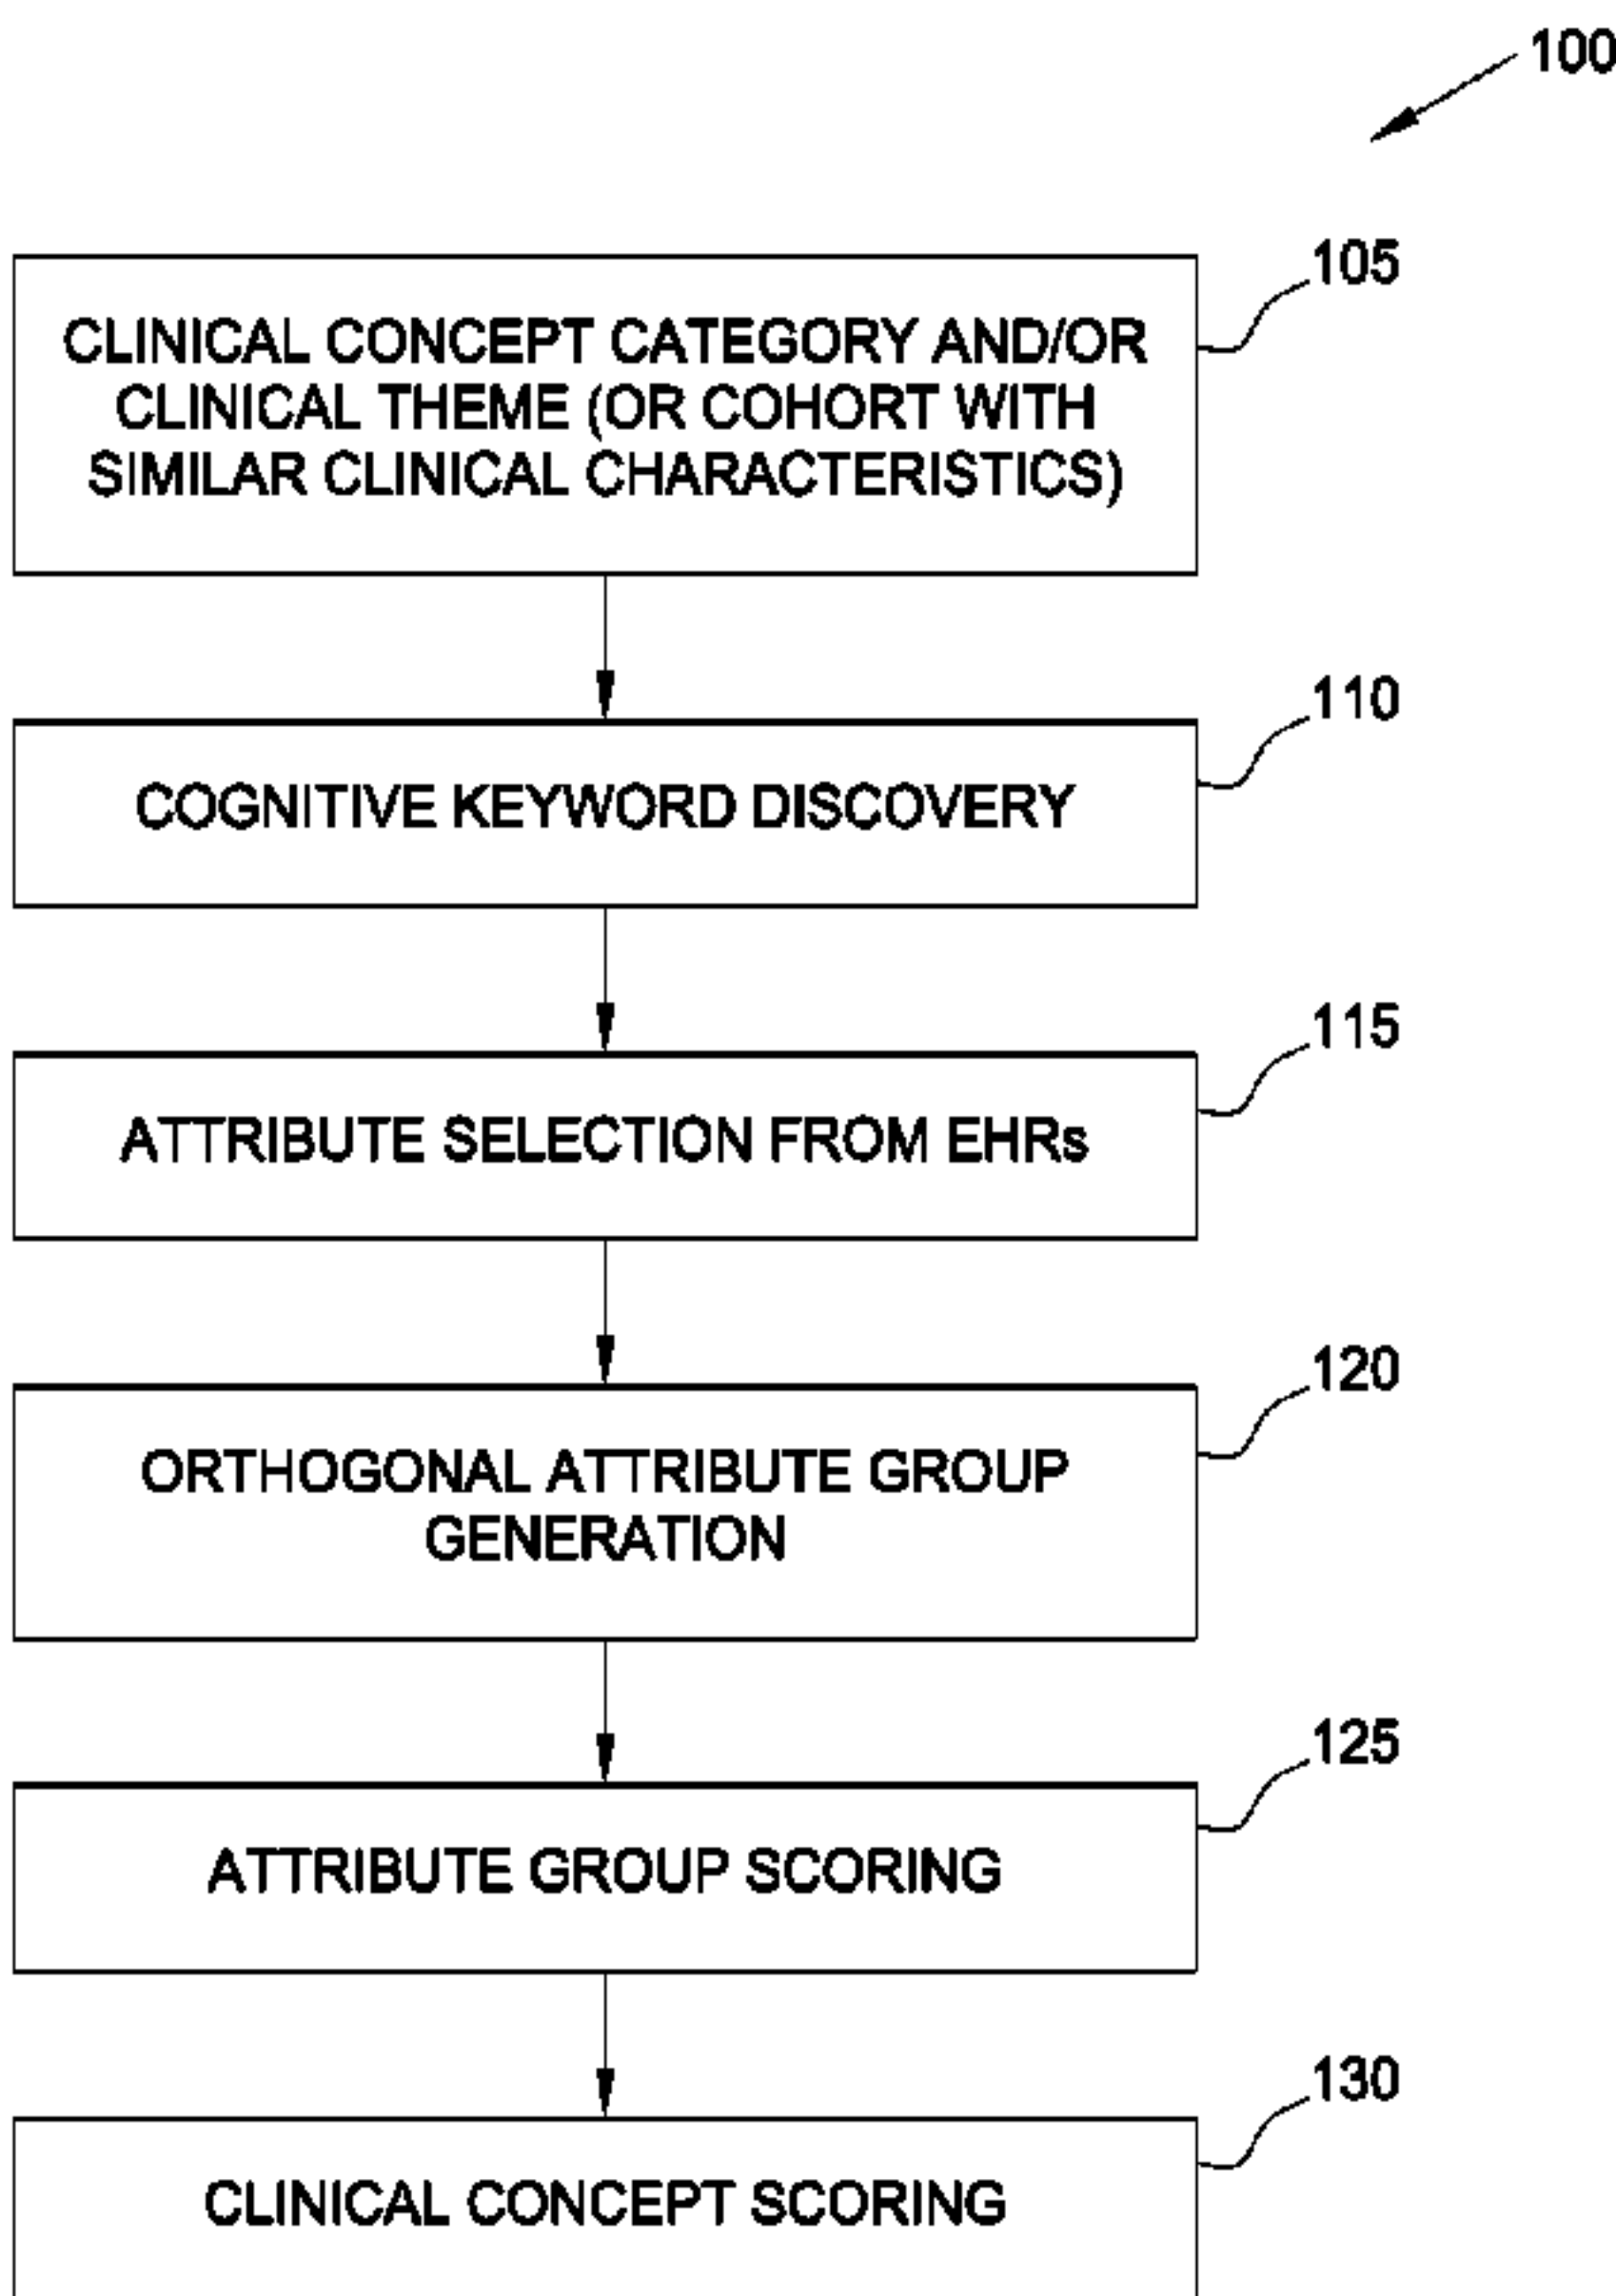 100
105
CLINICAL CONCEPT CATEGORY AND/OR
CLINICAL THEME (OR COHORT WITH
SIMILAR CLINICAL CHARACTERISTICS)
110
COGNITIVE KEYWORD DISCOVERY
115
ATTRIBUTE SELECTION FROM EHRs
120
ORTHOGONAL ATTRIBUTE GROUP
GENERATION
125
ATTRIBUTE GROUP SCORING
130
CLINICAL CONCEPT SCORING